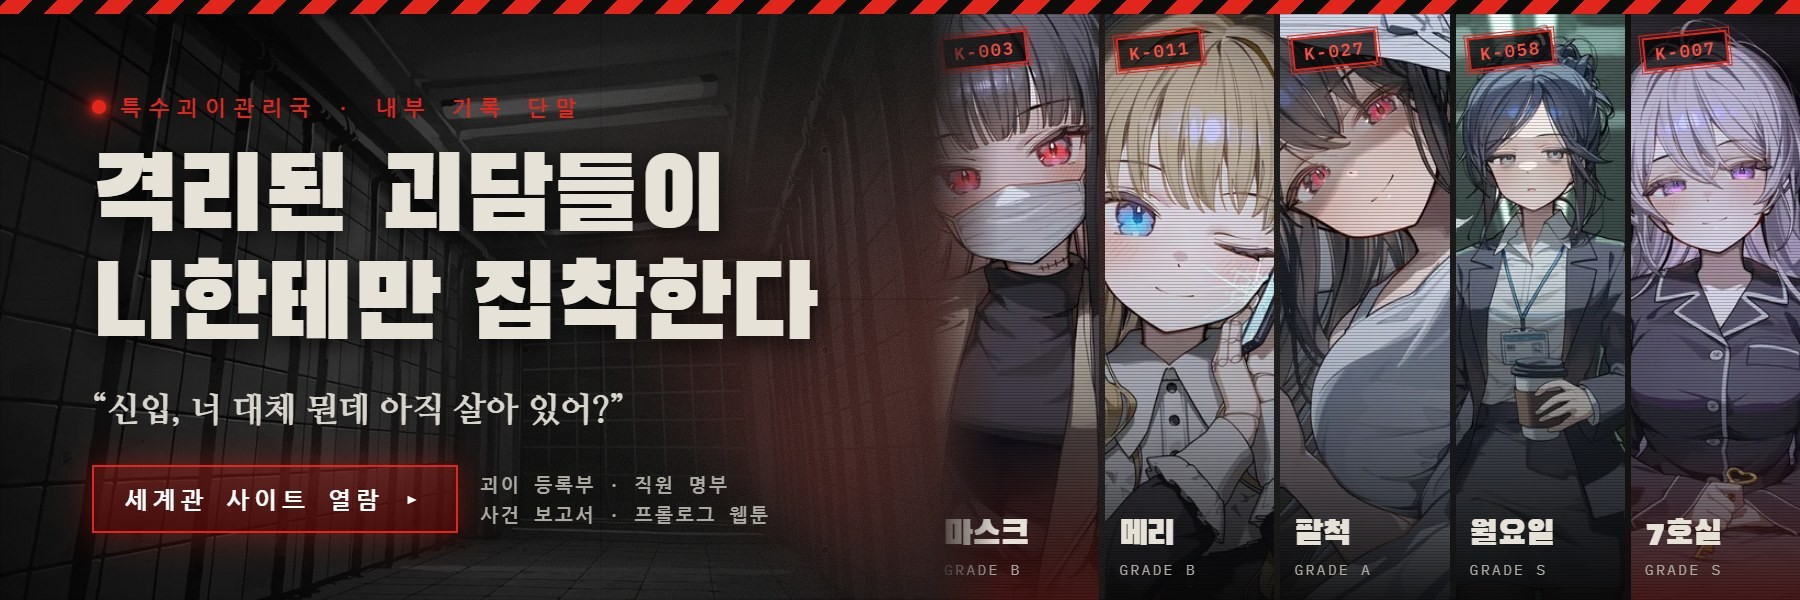 특수괴이관리국 · 내부 기록 단말
격리된 괴담들이
나한테만 집착한다
“신입, 너 대체 뭔데 아직 살아 있어?”
세계관 사이트 열람 ▸
괴이 등록부 · 직원 명부
사건 보고서 · 프롤로그 웹툰
K-003
마스크
GRADE B
K-011
메리
GRADE B
K-027
팔척
GRADE A
K-058
월요일
GRADE S
K-007
7호실
GRADE S